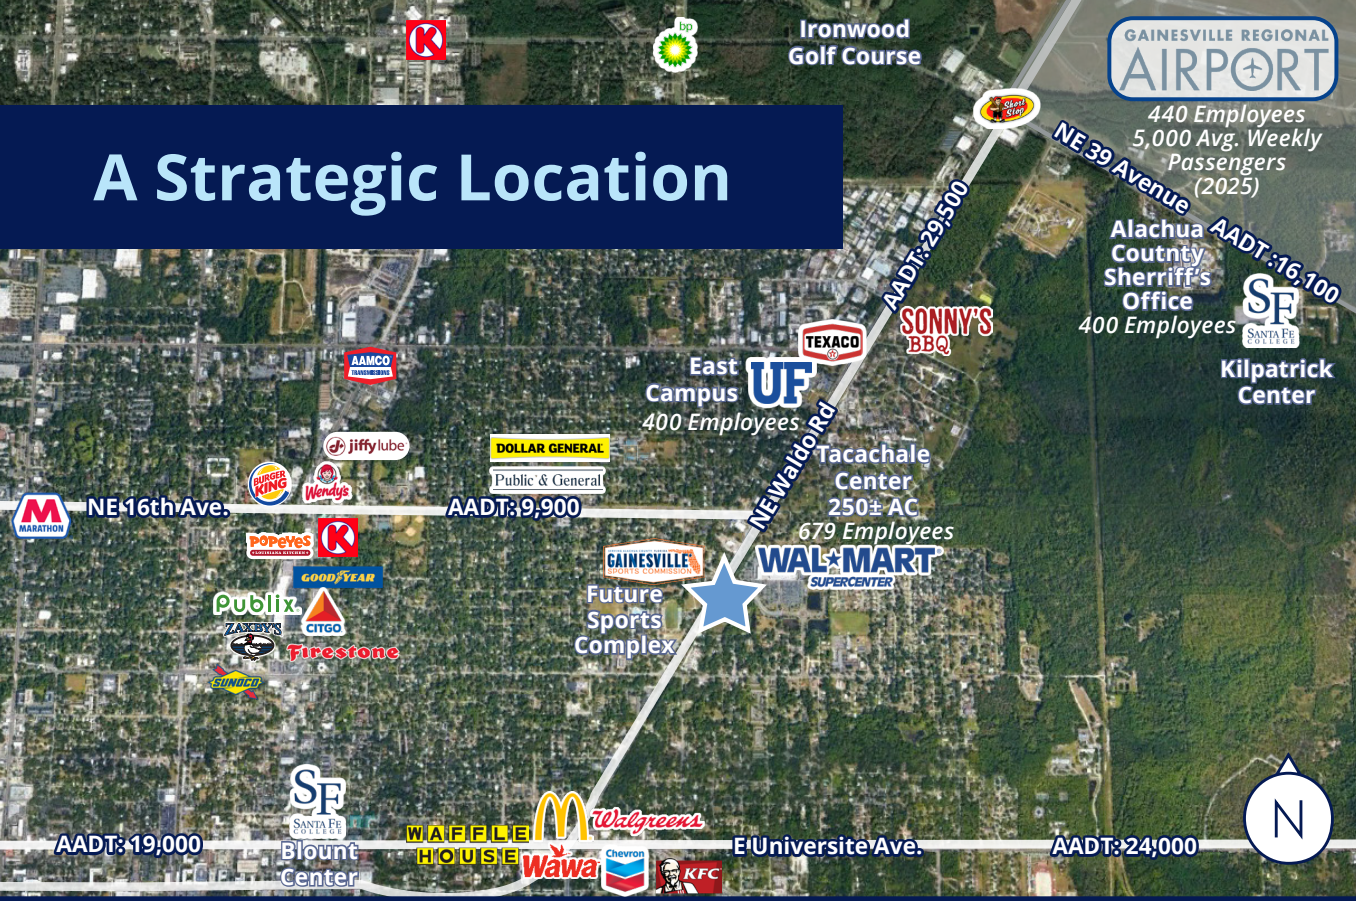 bp
Ironwood
Golf Course
GAINESVILLE REGIONAL
AIRPORT
440 Employees
5,000 Avg. Weekly
Passengers
(2025)
K
Short
Stop
NE 39 Avenue
AADT :16,100
A Strategic Location
AADT: 29,500
Alachua
Coutnty
Sherriff’s
Office
400 Employees
SF
SANTA FE
COLLEGE
Kilpatrick
Center
SONNY'S
BBQ
TEXACO
AAMCO
TRANSMISSIONS
East
Campus
UF
400 Employees
NE Waldo Rd
jiffy lube
DOLLAR GENERAL
Public & General
Tacachale
Center
250± AC
679 Employees
BURGER
KING
Wendy's
M
MARATHON
NE 16th Ave.
AADT: 9,900
POPEYES
LOUISIANA KITCHEN
K
GAINESVILLE
SPORTS COMMISSION
WAL★MART
SUPERCENTER
GOODYEAR
Publix
CITGO
Future
Sports
Complex
ZAXBY'S
Firestone
SUNOCO
SF
SANTA FE
COLLEGE
Blount
Center
AADT: 19,000
WAFFLE
HOUSE
Walgreens
Wawa
Chevron
KFC
E Universite Ave.
AADT: 24,000
N